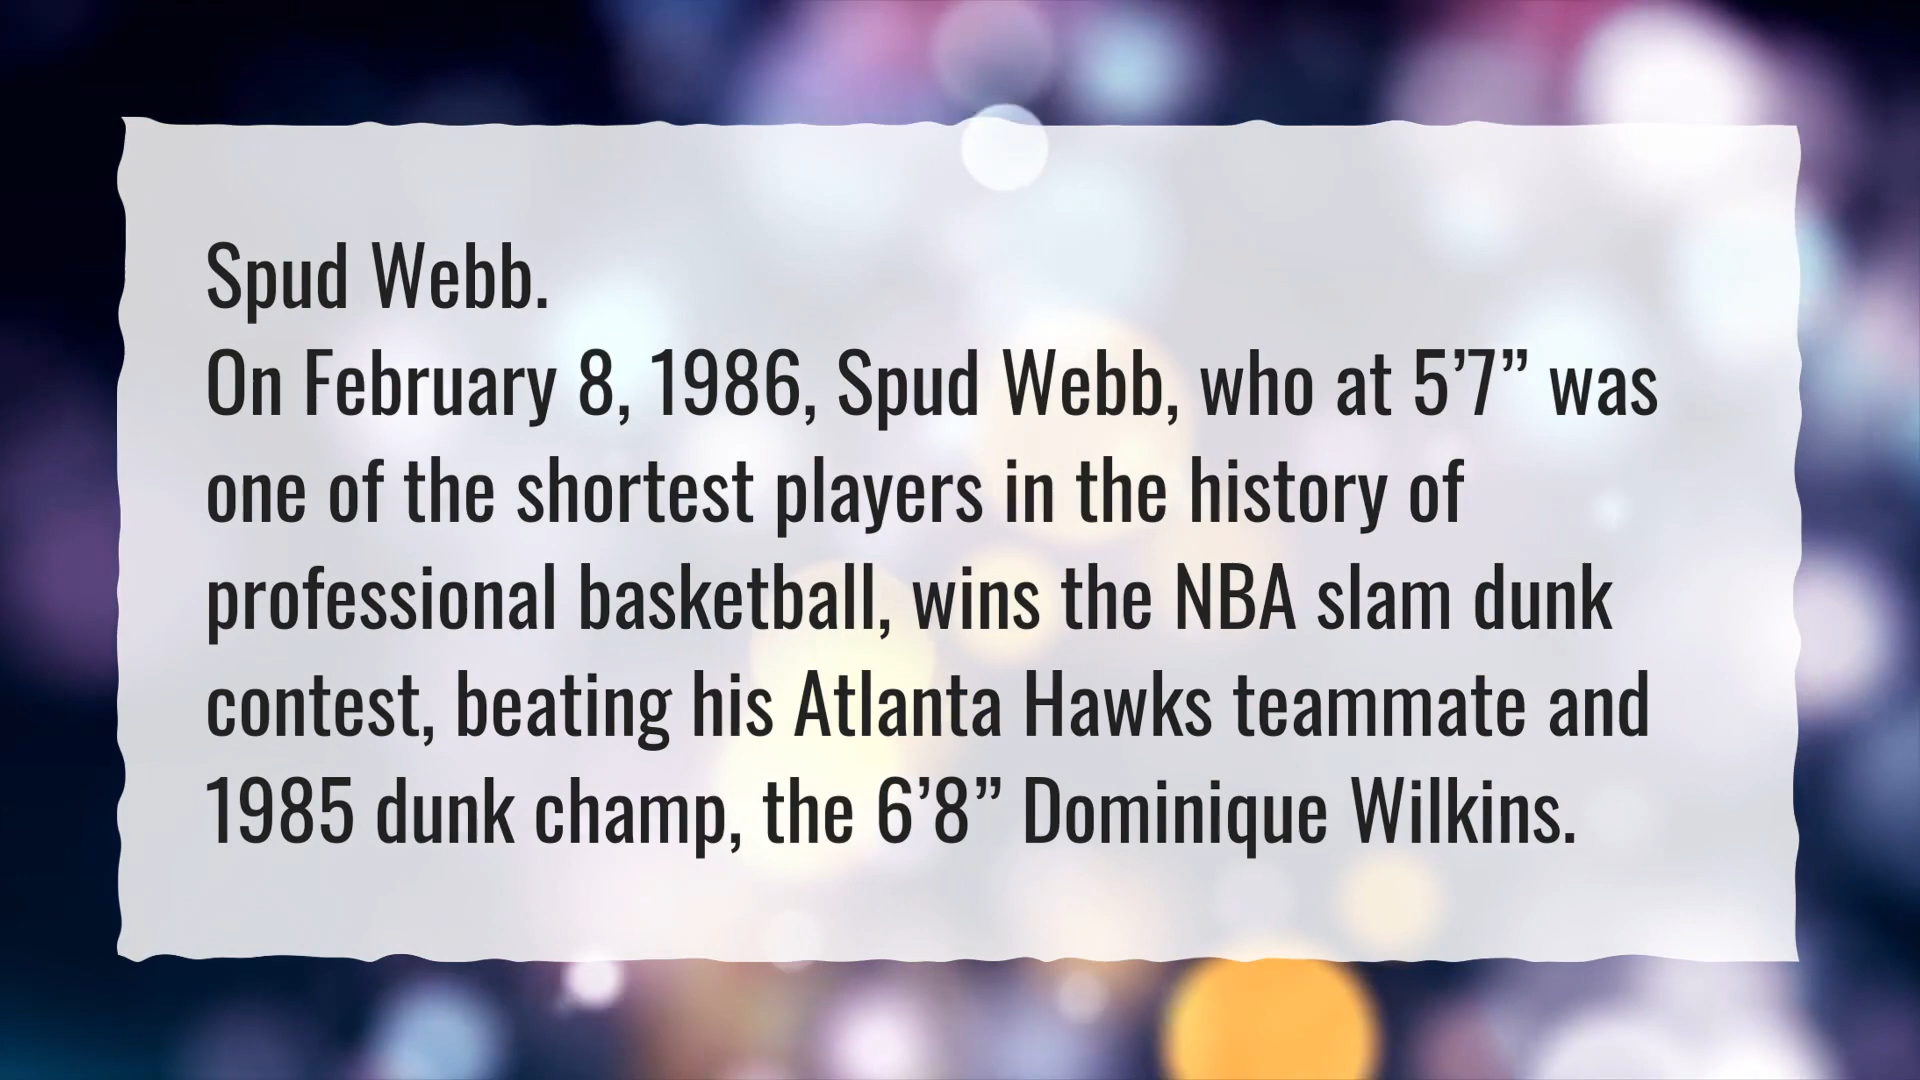 Spud Webb.
On February 8, 1986, Spud Webb, who at 5’7” was
one of the shortest players in the history of
professional basketball, wins the NBA slam dunk
contest, beating his Atlanta Hawks teammate and
1985 dunk champ, the 6’8” Dominique Wilkins.